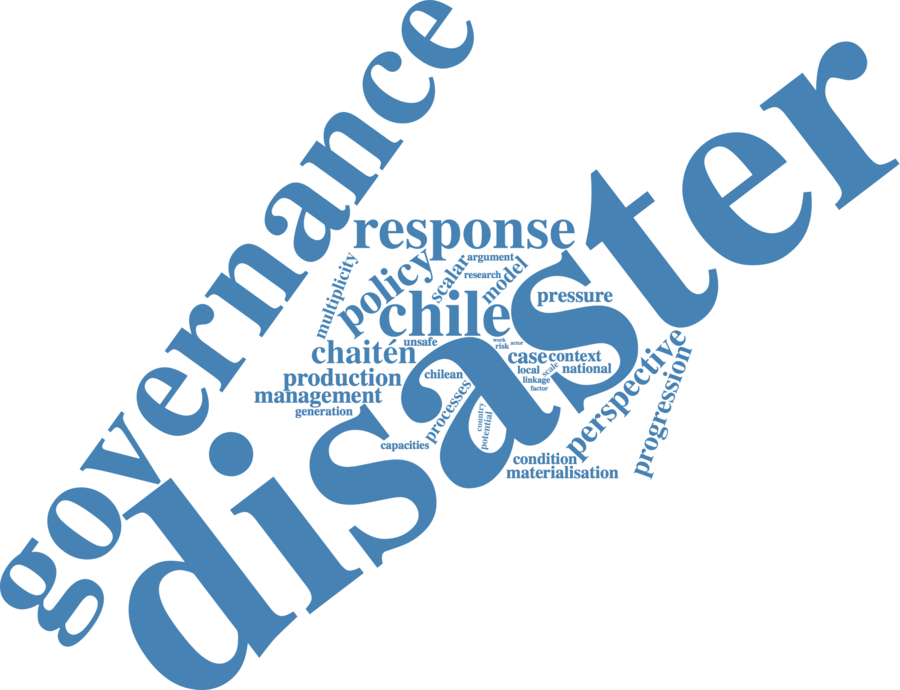 governance
disaster
response
argument
research
scalar
model
policy
multiplicity
chile
pressure
unsafe
work
risk
actor
chaitén
case
context
local
scale
national
linkage
factor
production
chilean
management
generation
processes
country
potential
capacities
perspective
progression
condition
materialisation